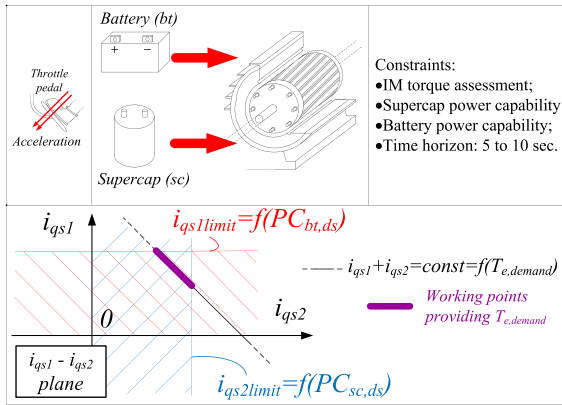 Battery (bt)
+ −
Throttle
pedal
Acceleration
Supercap (sc)
Constraints:
•IM torque assessment;
•Supercap power capability
•Battery power capability;
•Time horizon: 5 to 10 sec.
iqs1
iqs1limit=f(PCbt,ds)
iqs1+iqs2=const=f(Te,demand)
0
iqs2
Working points
providing Te,demand
iqs1 - iqs2
plane
iqs2limit=f(PCsc,ds)